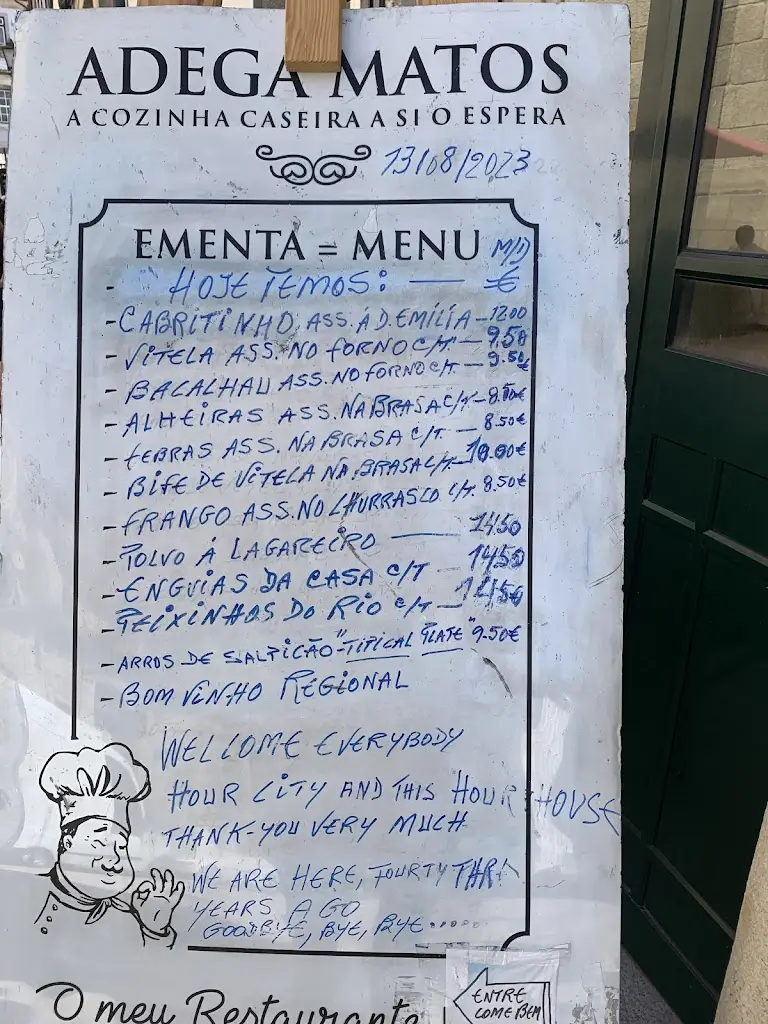 ADEGA MATOS
A COZINHA CASEIRA A SI O ESPERA
13/08/2023
EMENTA = MENU M/D
- HOJE TEMOS: — €
- CABRITINHO ASS. Á D. EMÍLIA - 12.00
- VITELA ASS. NO FORNO C/T. — 9.50
- BACALHAU ASS. NO FORNO C/T. — 9.50
- ALHEIRAS ASS. NA BRASA C/T - 8.50€
- FEBRAS ASS. NA BRASA C/T. — 8.50€
- BIFE DE VITELA NA BRASA C/T. 10.00€
- FRANGO ASS. NO CHURRASCO C/T. 8.50€
- POLVO Á LAGAREIRO — 14.50
- ENGUIAS DA CASA C/T — 14.50
- PEIXINHOS DO RIO C/T — 14.50
- ARROS DE SALPICÃO "TIPICAL PLATE" 9.50€
- BOM VINHO REGIONAL
WELCOME EVERYBODY
HOUR CITY AND THIS HOUR HOUSE
THANK-YOU VERY MUCH
WE ARE HERE, FOURTY
YEARS AGO
GOODBYE, BYE, BYE......
O meu Restaurante
ENTRE
COME BEM